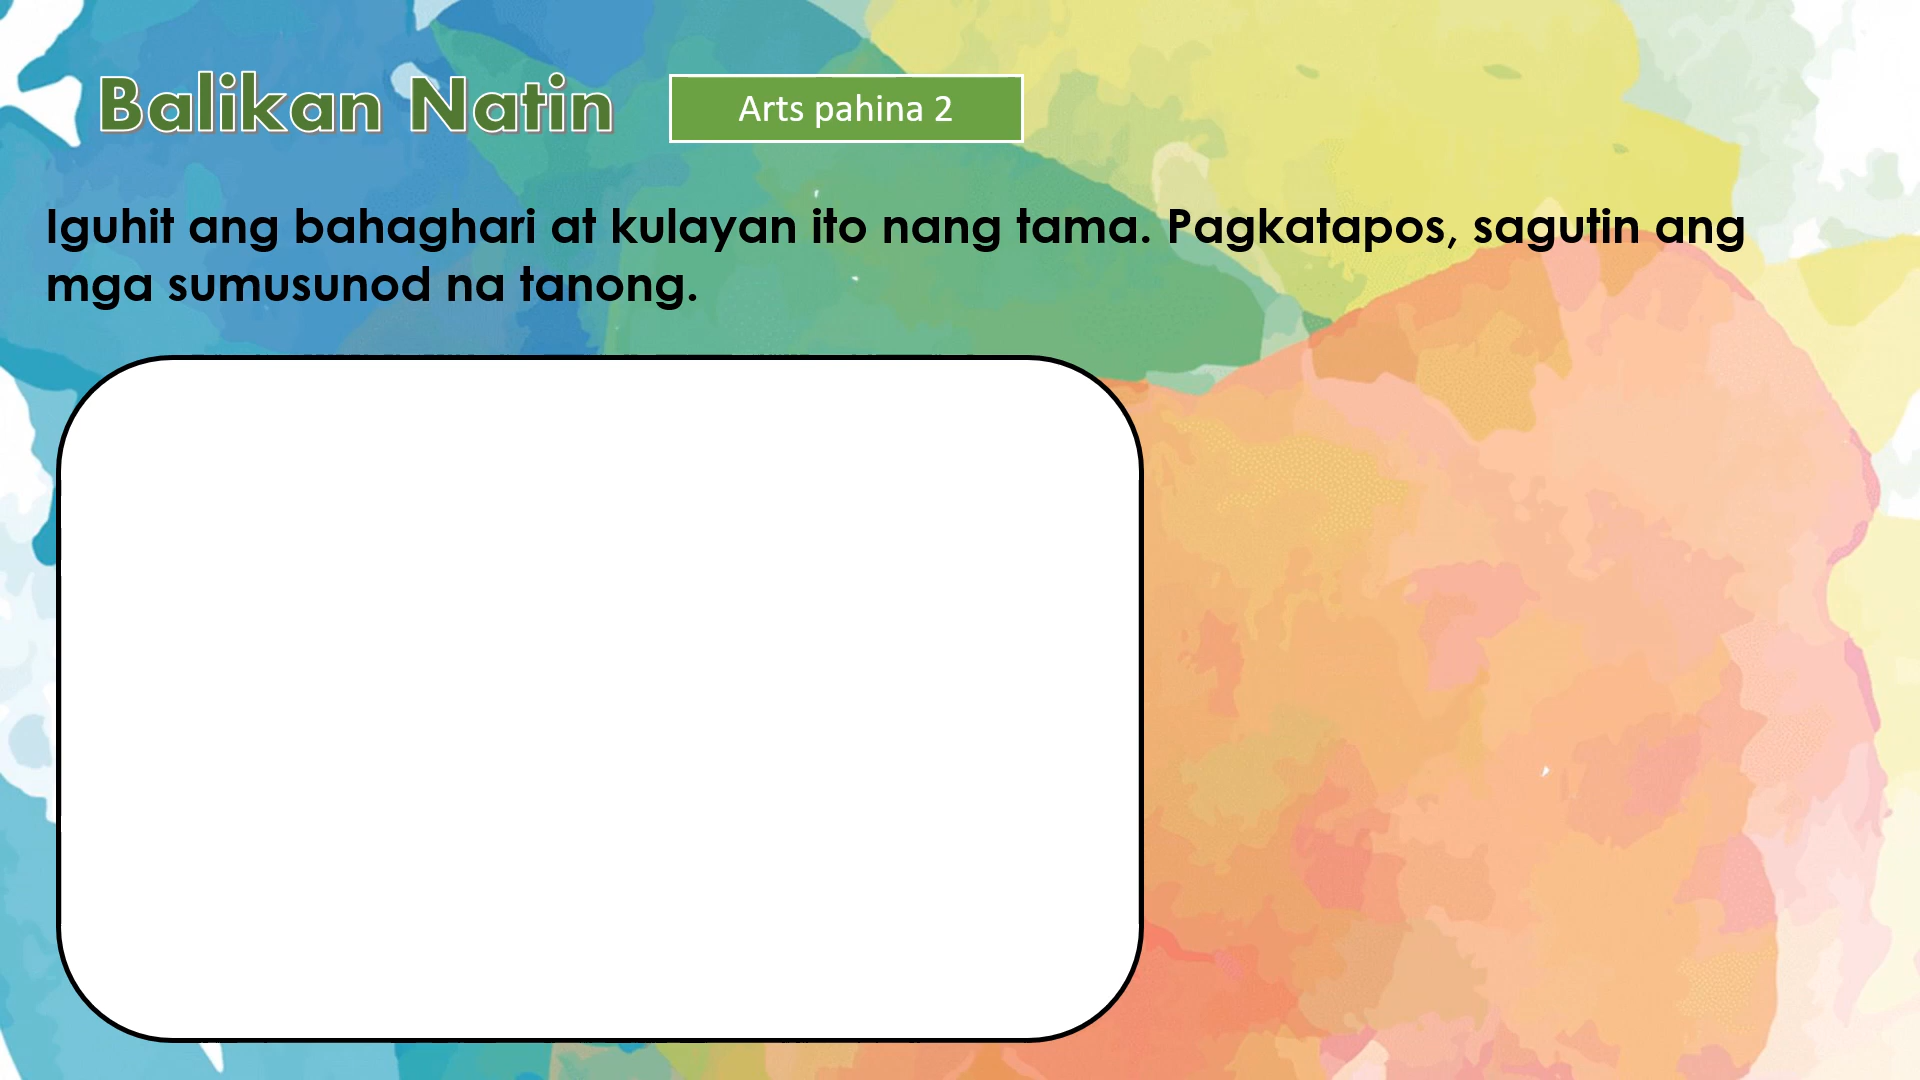 Balikan Natin
Arts pahina 2
Iguhit ang bahaghari at kulayan ito nang tama. Pagkatapos, sagutin ang
mga sumusunod na tanong.